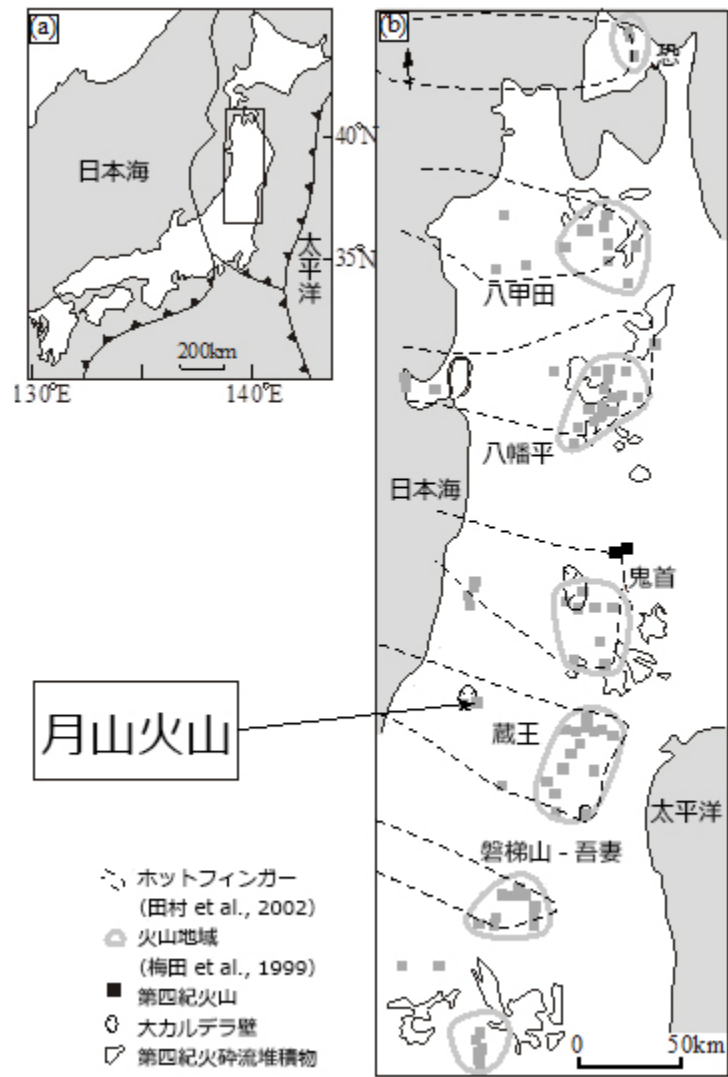 (a)
日本海
太平洋
40°N
35°N
200km
130°E
140°E
(b)
恐
八甲田
八幡平
日本海
鬼首
月山火山
蔵王
太平洋
磐梯山 - 吾妻
ホットフィンガー
(田村 et al., 2002)
火山地域
(梅田 et al., 1999)
第四紀火山
大カルデラ壁
第四紀火砕流堆積物
0
50km